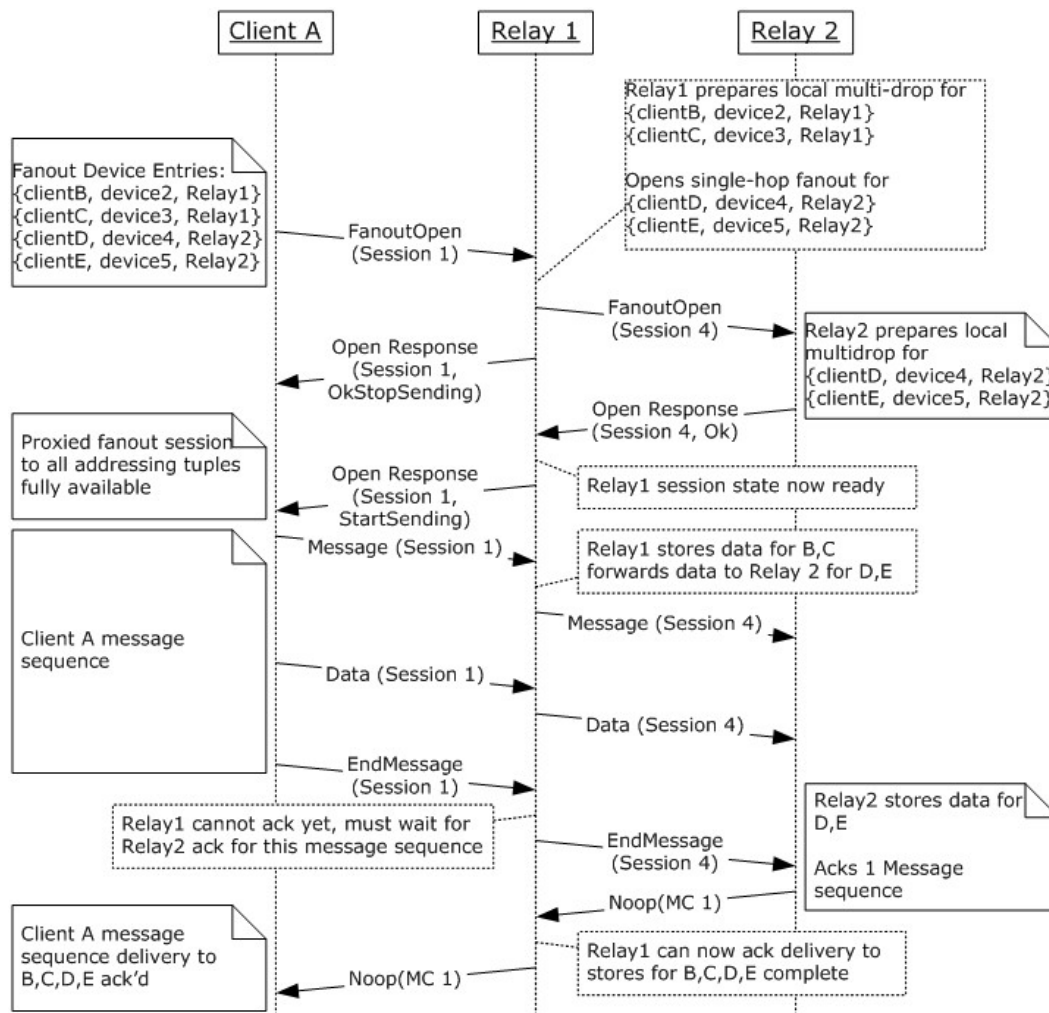 Client A
Relay 1
Relay 2
Relay1 prepares local multi-drop for
{clientB, device2, Relay1}
{clientC, device3, Relay1}
Opens single-hop fanout for
{clientD, device4, Relay2}
{clientE, device5, Relay2}
Fanout Device Entries:
{clientB, device2, Relay1}
{clientC, device3, Relay1}
{clientD, device4, Relay2}
{clientE, device5, Relay2}
FanoutOpen
(Session 1)
FanoutOpen
(Session 4)
Relay2 prepares local
multidrop for
{clientD, device4, Relay2}
{clientE, device5, Relay2}
Open Response
(Session 1,
OkStopSending)
Open Response
(Session 4, Ok)
Proxied fanout session
to all addressing tuples
fully available
Open Response
(Session 1,
StartSending)
Relay1 session state now ready
Message (Session 1)
Relay1 stores data for B,C
forwards data to Relay 2 for D,E
Message (Session 4)
Client A message
sequence
Data (Session 1)
Data (Session 4)
EndMessage
(Session 1)
Relay1 cannot ack yet, must wait for
Relay2 ack for this message sequence
EndMessage
(Session 4)
Relay2 stores data for
D,E
Acks 1 Message
sequence
Noop(MC 1)
Client A message
sequence delivery to
B,C,D,E ack'd
Relay1 can now ack delivery to
stores for B,C,D,E complete
Noop(MC 1)